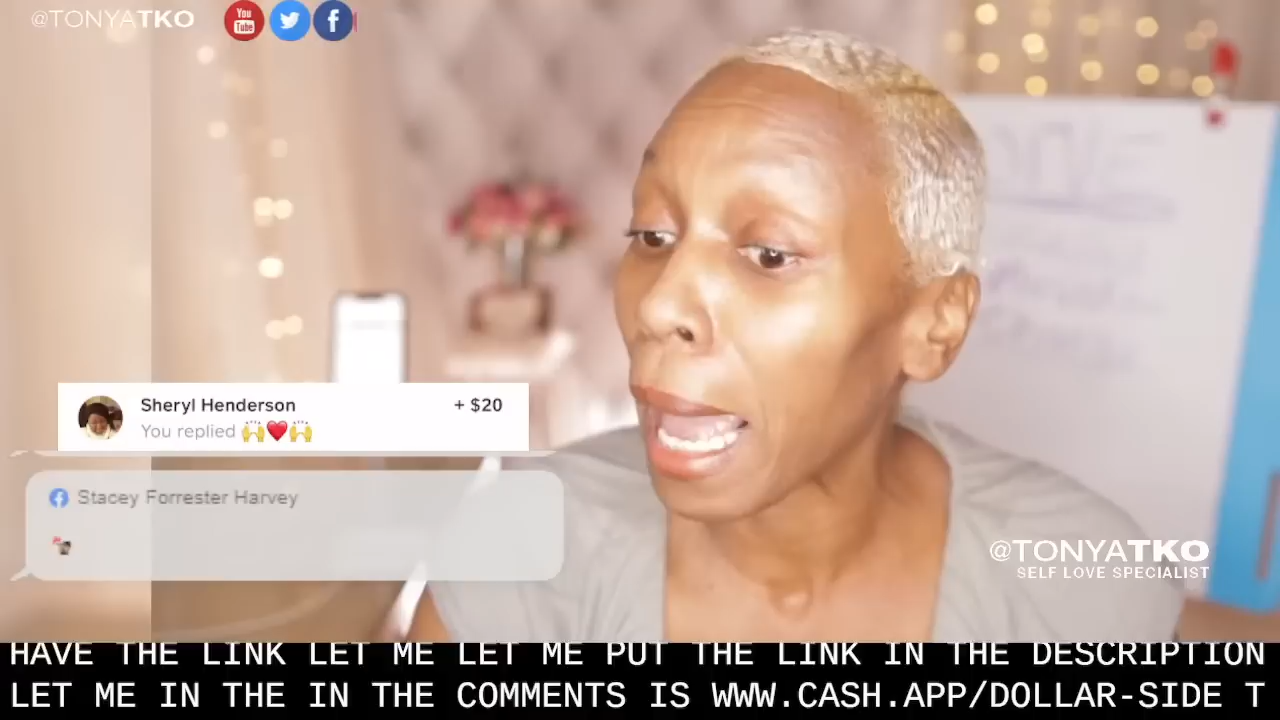 @TONYATKO
You
Tube
Sheryl Henderson + $20
You replied 🙌❤️🙌
Stacey Forrester Harvey
@TONYATKO
SELF LOVE SPECIALIST
HAVE THE LINK LET ME LET ME PUT THE LINK IN THE DESCRIPTION
LET ME IN THE IN THE COMMENTS IS WWW.CASH.APP/DOLLAR-SIDE T